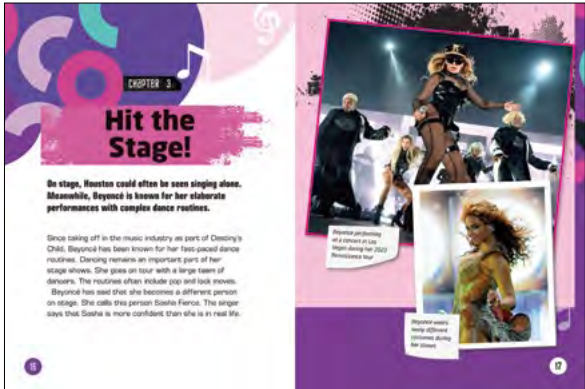 CHAPTER 3
Hit the
Stage!
On stage, Houston could often be seen singing alone.
Meanwhile, Beyoncé is known for her elaborate
performances with complex dance routines.
Since taking off in the music industry as part of Destiny's
Child, Beyoncé has been known for her fast-paced dance
routines. Dancing remains an important part of her
stage shows. She goes on tour with a large team of
dancers. The routines often include pop and lock moves.
Beyoncé has said that she becomes a different person
on stage. She calls this person Sasha Fierce. The singer
says that Sasha is more confident than she is in real life.
16
Beyoncé performing
at a concert in Las
Vegas during her 2023
Renaissance tour
Beyoncé wears
many different
costumes during
her shows.
17